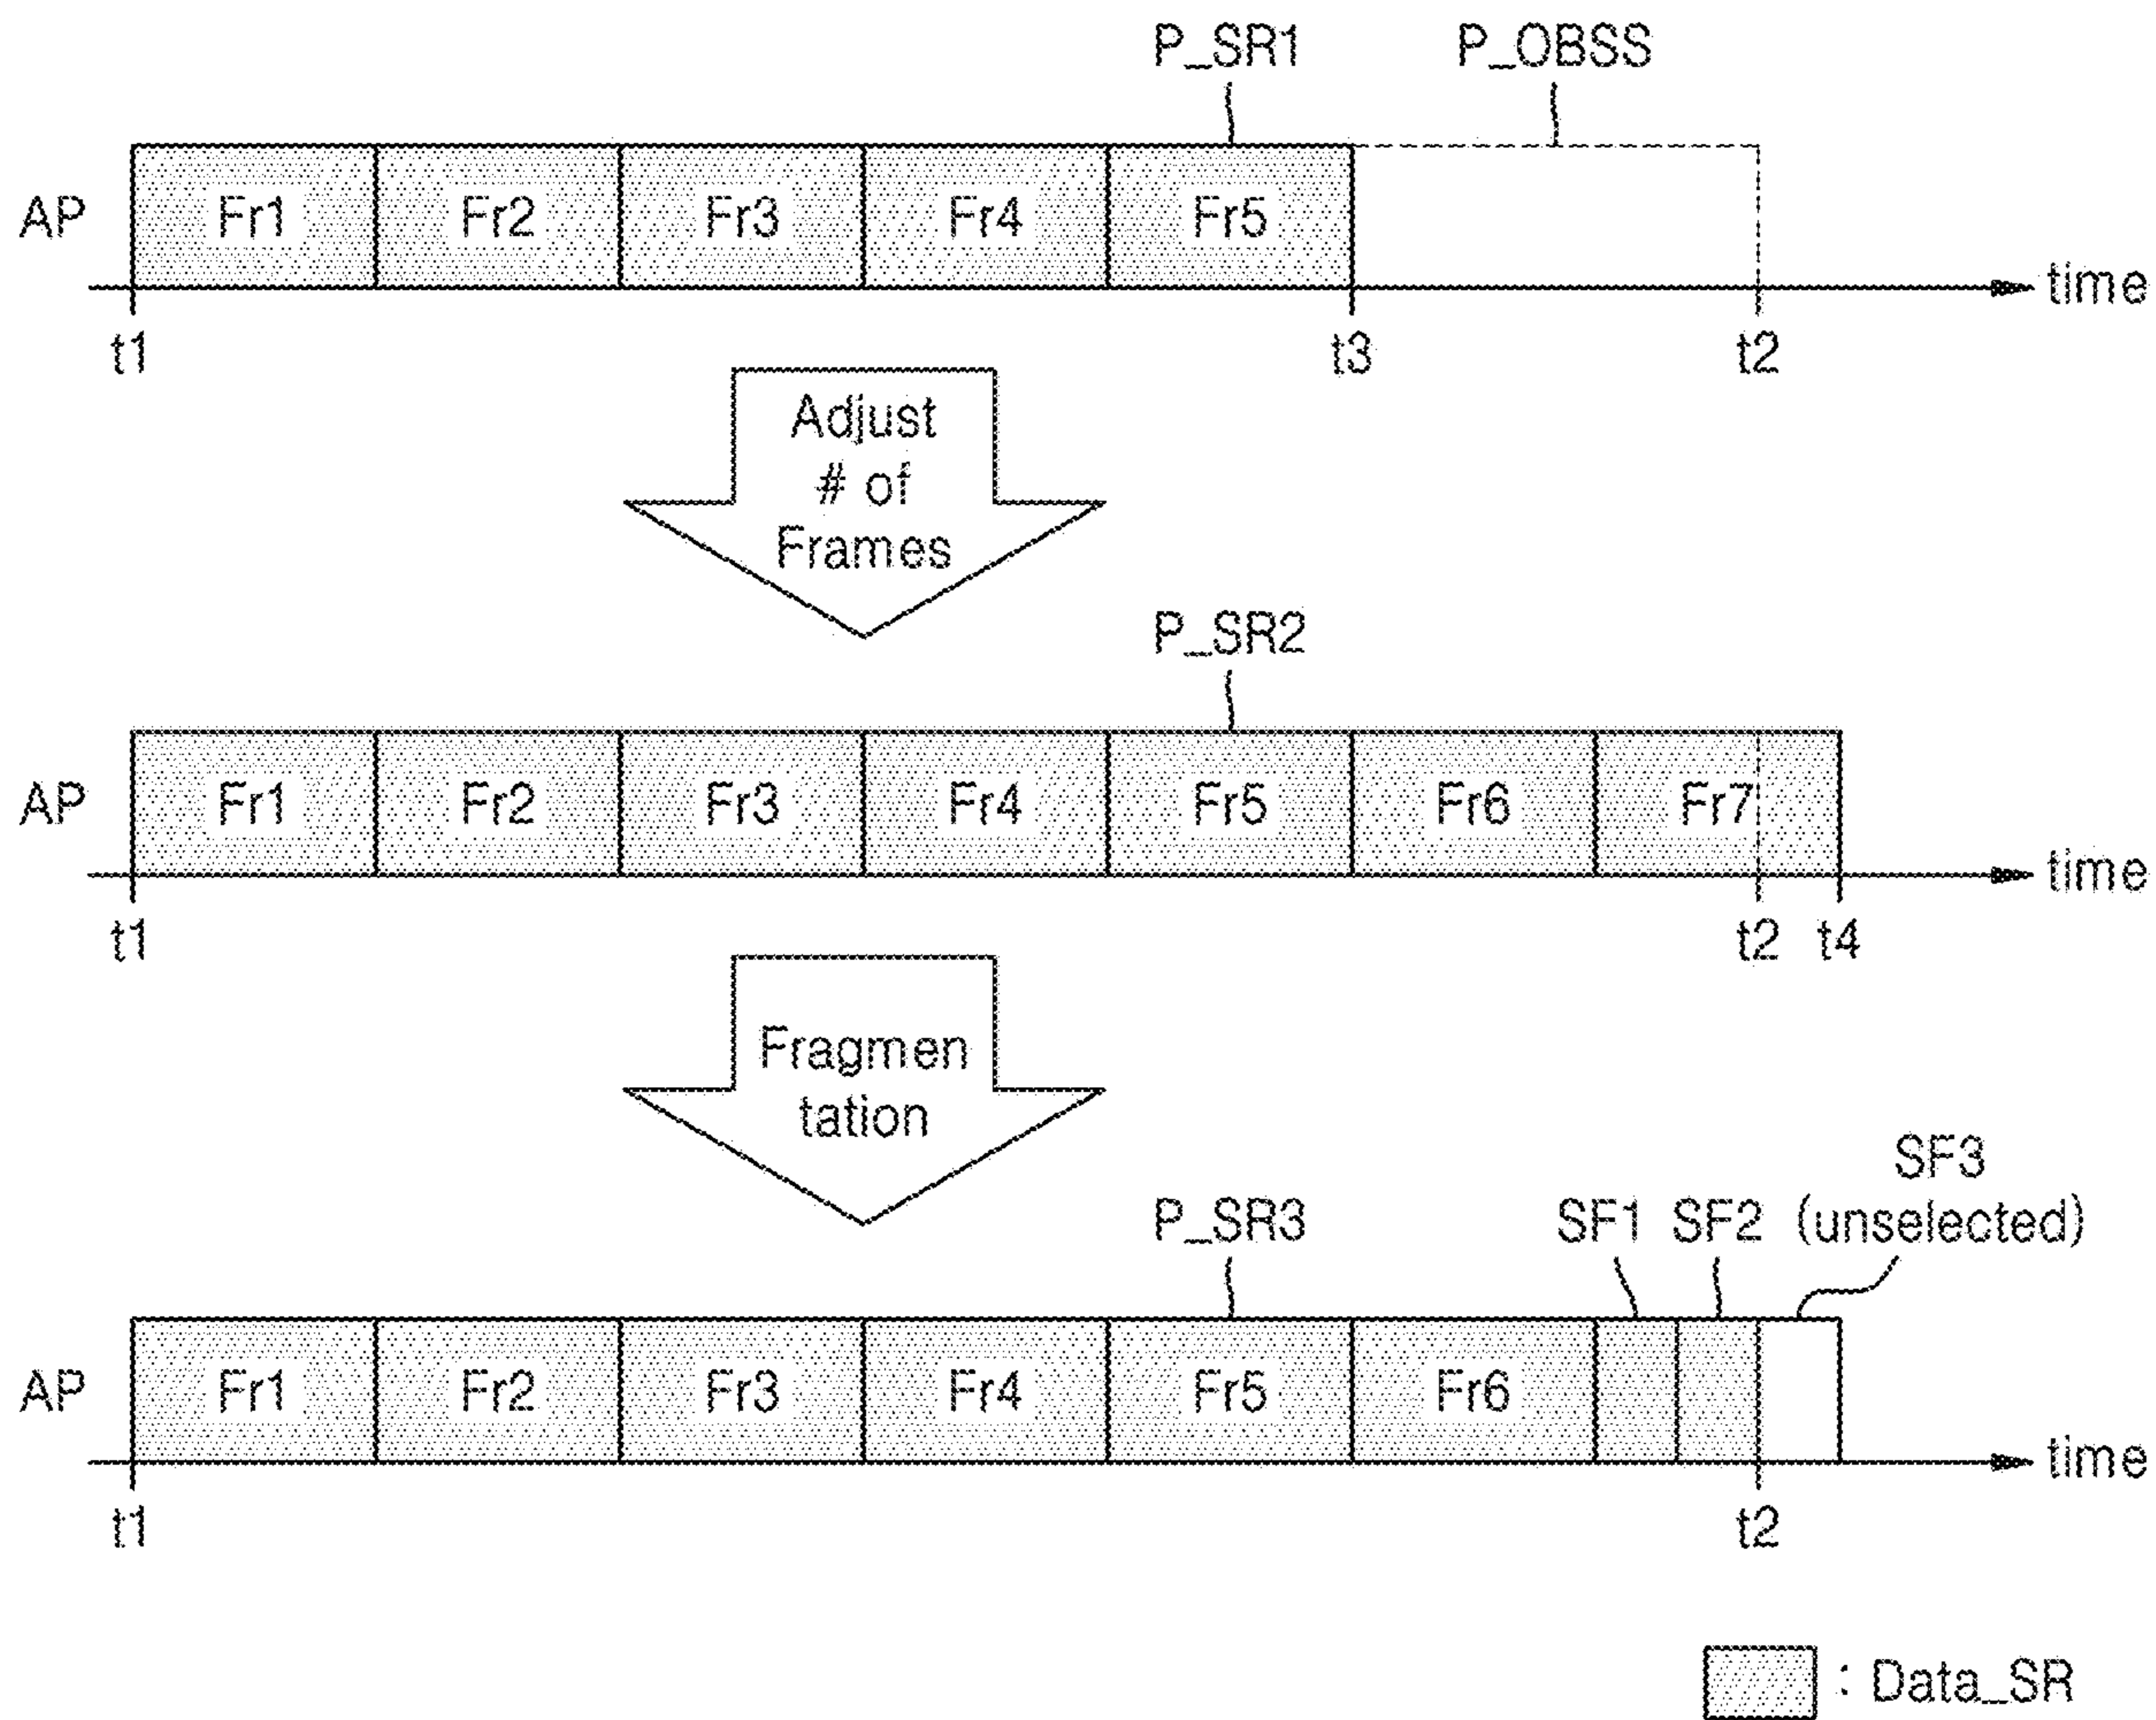 P_SR1 P_OBSS
AP Fr1 Fr2 Fr3 Fr4 Fr5 time
t1 t3 t2
Adjust
# of
Frames
P_SR2
AP Fr1 Fr2 Fr3 Fr4 Fr5 Fr6 Fr7 time
t1 t2 t4
Fragmen
tation
SF3
P_SR3 SF1 SF2 (unselected)
AP Fr1 Fr2 Fr3 Fr4 Fr5 Fr6 time
t1 t2
: Data_SR